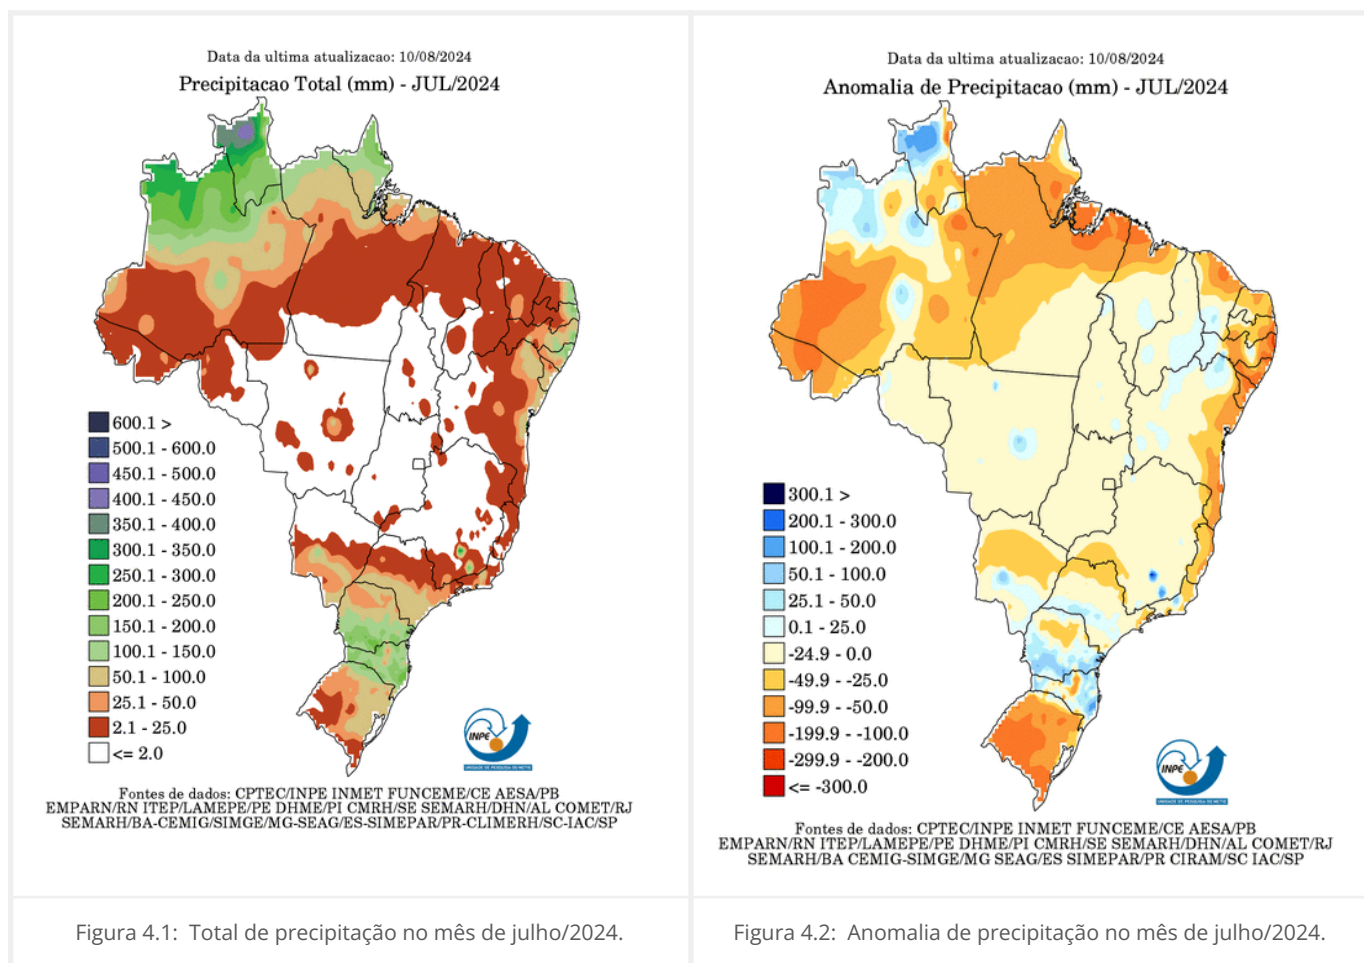 Data da ultima atualizacao: 10/08/2024
Precipitacao Total (mm) - JUL/2024
600.1 >
500.1 - 600.0
450.1 - 500.0
400.1 - 450.0
350.1 - 400.0
300.1 - 350.0
250.1 - 300.0
200.1 - 250.0
150.1 - 200.0
100.1 - 150.0
50.1 - 100.0
25.1 - 50.0
2.1 - 25.0
<= 2.0
INPE
Fontes de dados: CPTEC/INPE INMET FUNCEME/CE AESA/PB
EMPARN/RN ITEP/LAMEPE/PE DHME/PI CMRH/SE SEMARH/DHN/AL COMET/RJ
SEMARH/BA-CEMIG/SIMGE/MG-SEAG/ES-SIMEPAR/PR-CLIMERH/SC-IAC/SP
Figura 4.1: Total de precipitação no mês de julho/2024.
Data da ultima atualizacao: 10/08/2024
Anomalia de Precipitacao (mm) - JUL/2024
300.1 >
200.1 - 300.0
100.1 - 200.0
50.1 - 100.0
25.1 - 50.0
0.1 - 25.0
-24.9 - 0.0
-49.9 - -25.0
-99.9 - -50.0
-199.9 - -100.0
-299.9 - -200.0
<= -300.0
INPE
Fontes de dados: CPTEC/INPE INMET FUNCEME/CE AESA/PB
EMPARN/RN ITEP/LAMEPE/PE DHME/PI CMRH/SE SEMARH/DHN/AL COMET/RJ
SEMARH/BA CEMIG-SIMGE/MG SEAG/ES SIMEPAR/PR CIRAM/SC IAC/SP
Figura 4.2: Anomalia de precipitação no mês de julho/2024.